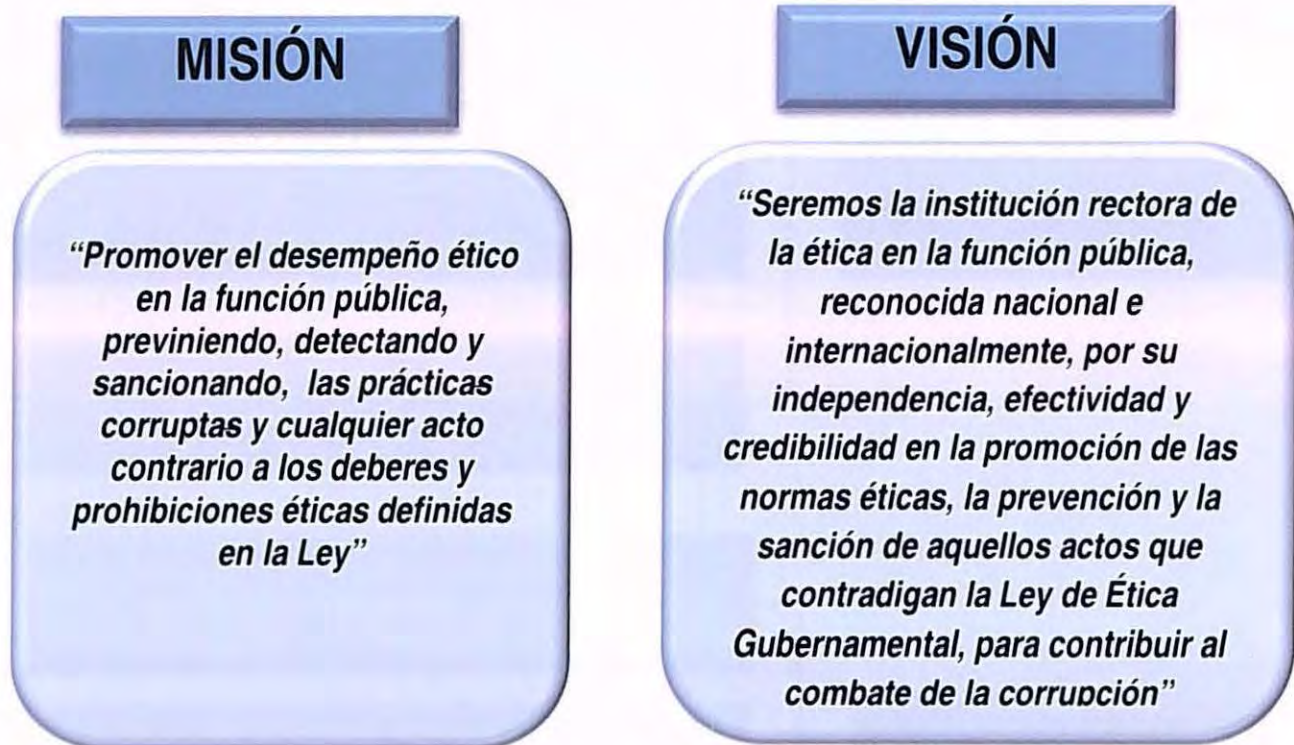 MISIÓN
“Promover el desempeño ético
en la función pública,
previniendo, detectando y
sancionando, las prácticas
corruptas y cualquier acto
contrario a los deberes y
prohibiciones éticas definidas
en la Ley”
VISIÓN
“Seremos la institución rectora de
la ética en la función pública,
reconocida nacional e
internacionalmente, por su
independencia, efectividad y
credibilidad en la promoción de las
normas éticas, la prevención y la
sanción de aquellos actos que
contradigan la Ley de Ética
Gubernamental, para contribuir al
combate de la corrupción”